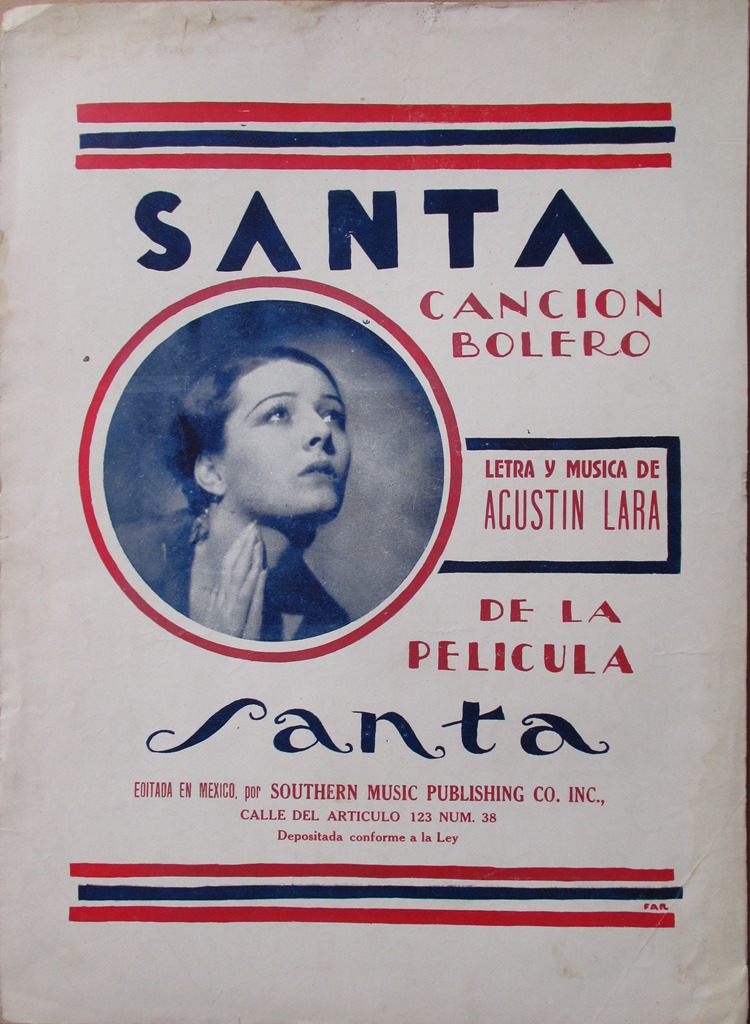 SANTA
CANCION
BOLERO
LETRA Y MUSICA DE
AGUSTIN LARA
DE LA
PELICULA
Santa
EDITADA EN MEXICO, por SOUTHERN MUSIC PUBLISHING CO. INC.,
CALLE DEL ARTICULO 123 NUM. 38
Depositada conforme a la Ley
FAR